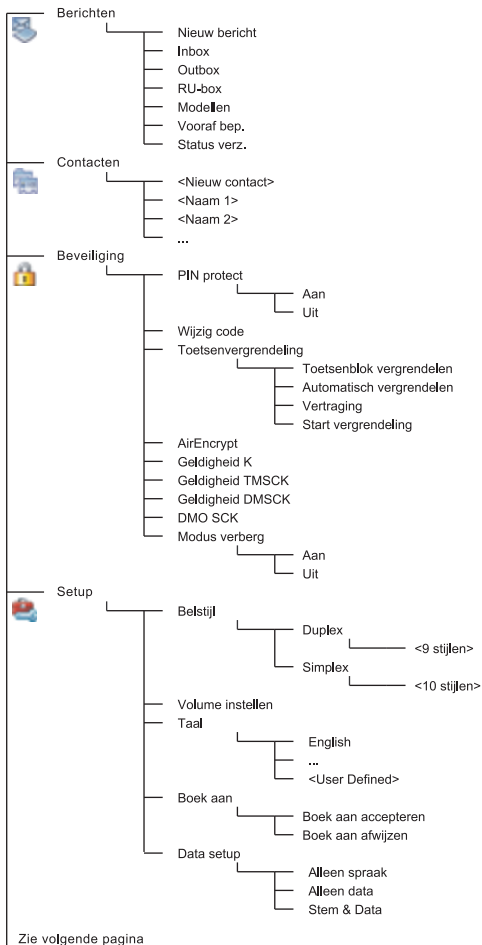 Berichten
Nieuw bericht
Inbox
Outbox
RU-box
Modellen
Vooraf bep.
Status verz.
Contacten
<Nieuw contact>
<Naam 1>
<Naam 2>
...
Beveiliging
PIN protect
Aan
Uit
Wijzig code
Toetsenvergrendeling
Toetsenblok vergrendelen
Automatisch vergrendelen
Vertraging
Start vergrendeling
AirEncrypt
Geldigheid K
Geldigheid TMSCK
Geldigheid DMSCK
DMO SCK
Modus verberg
Aan
Uit
Setup
Belstijl
Duplex
<9 stijlen>
Simplex
<10 stijlen>
Volume instellen
Taal
English
...
<User Defined>
Boek aan
Boek aan accepteren
Boek aan afwijzen
Data setup
Alleen spraak
Alleen data
Stem & Data
Zie volgende pagina